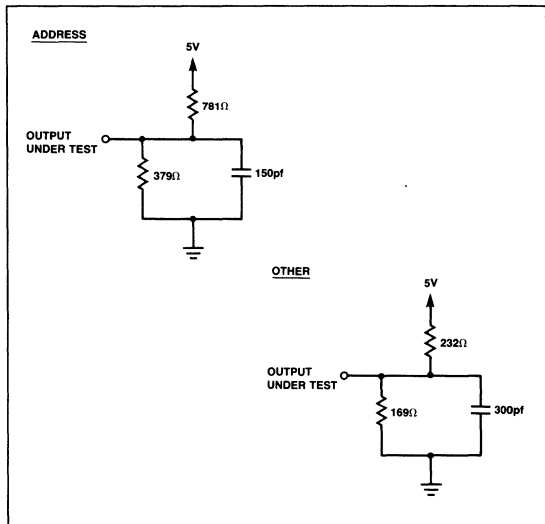 ADDRESS
5V
781Ω
OUTPUT
UNDER TEST
379Ω
150pf
OTHER
5V
232Ω
OUTPUT
UNDER TEST
169Ω
300pf